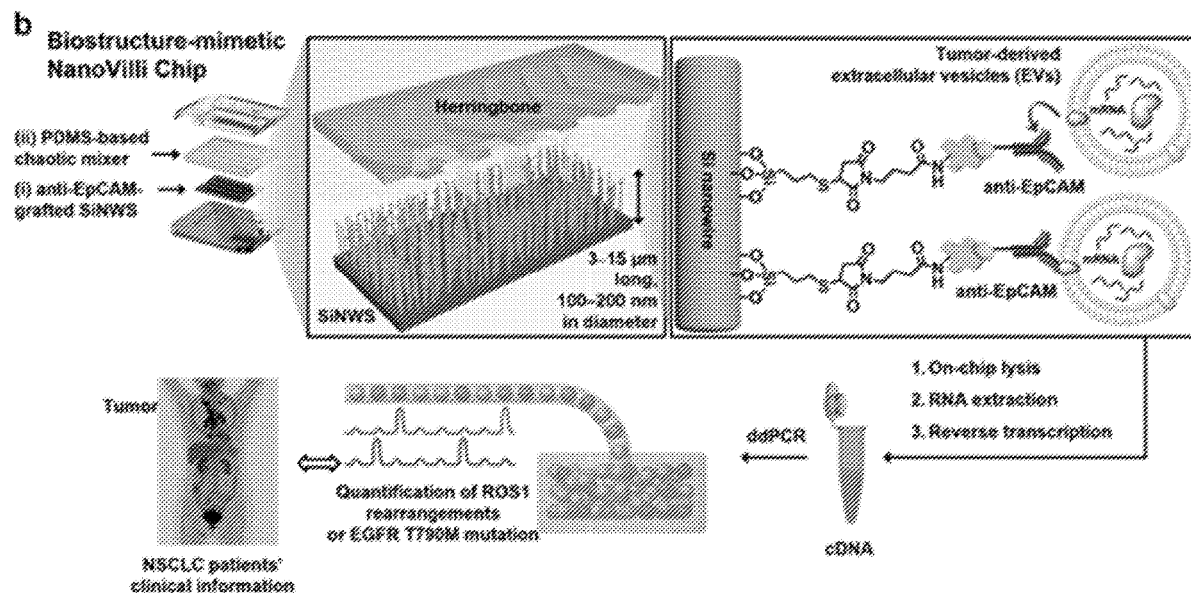 b
Biostructure-mimetic
NanoVilli Chip
(ii) PDMS-based
chaotic mixer
(i) anti-EpCAM-
grafted SiNWS
Herringbone
3–15 µm
long,
100–200 nm
in diameter
SiNWS
Si nanowire
Tumor-derived
extracellular vesicles (EVs)
mRNA
O
O
O
Si
S
O
N
O
O
N
H
anti-EpCAM
mRNA
O
O
O
Si
S
O
N
O
O
N
H
anti-EpCAM
1. On-chip lysis
2. RNA extraction
3. Reverse transcription
cDNA
ddPCR
Quantification of ROS1
rearrangements
or EGFR T790M mutation
Tumor
NSCLC patients'
clinical information